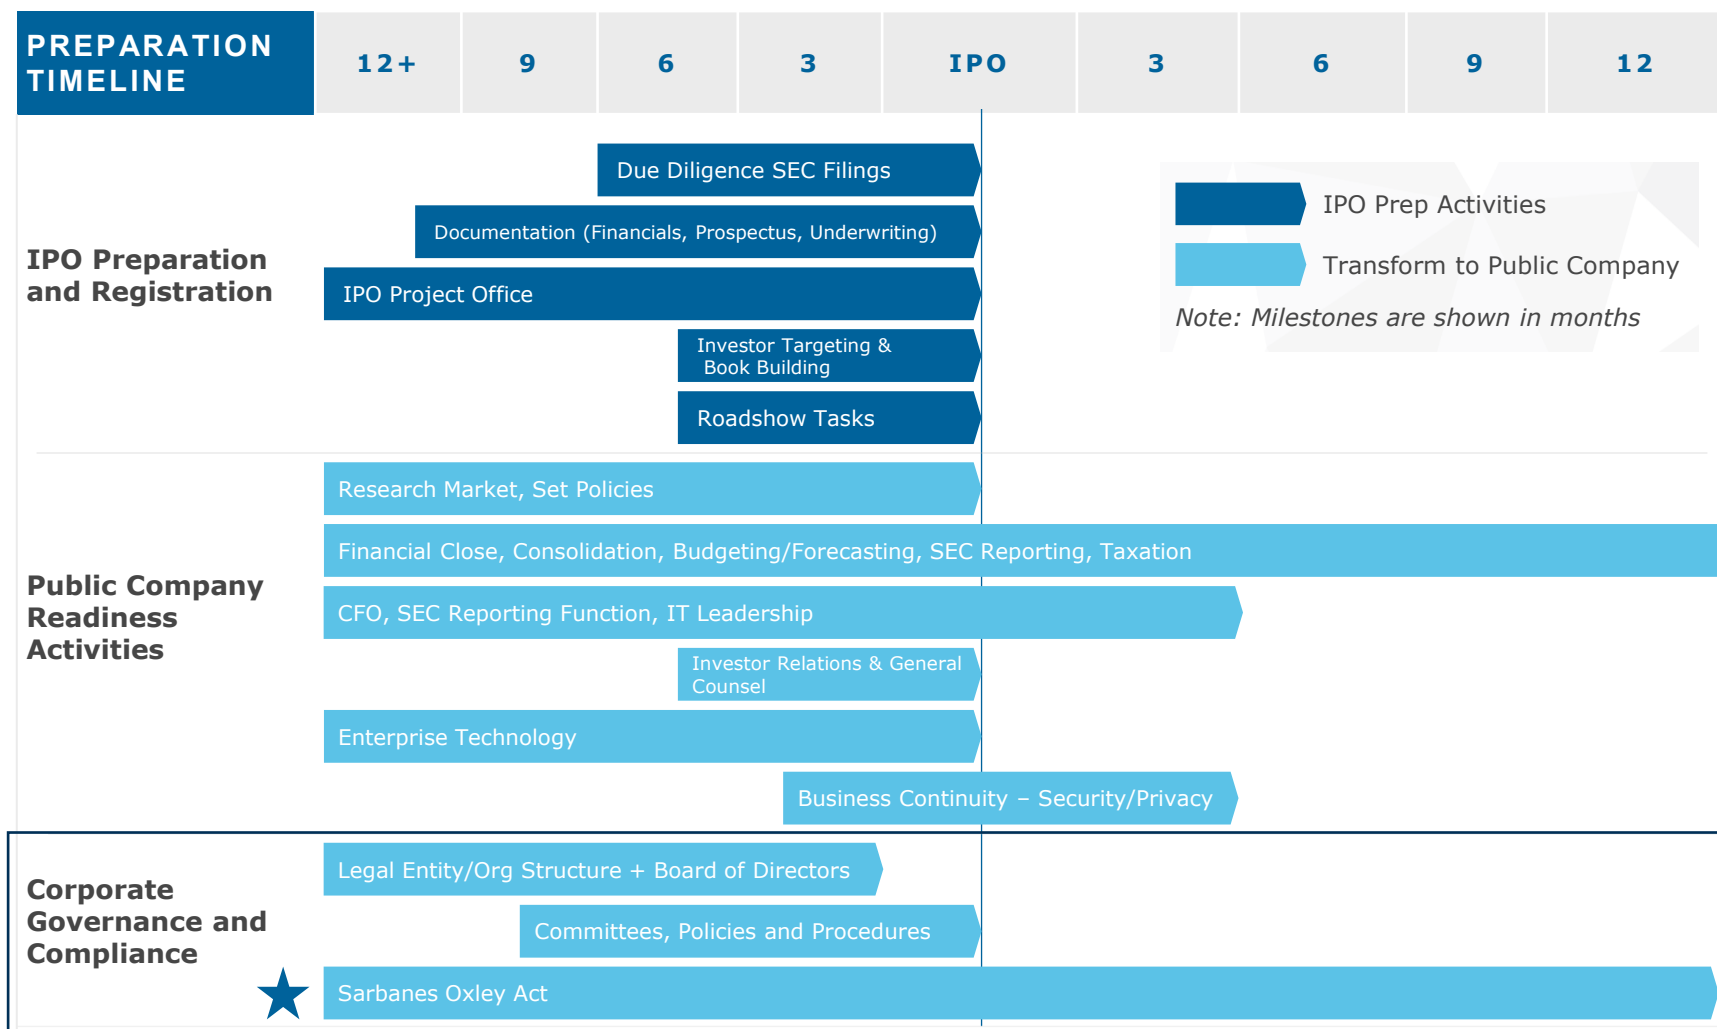 PREPARATION
TIMELINE
12+
9
6
3
IPO
3
6
9
12
IPO Preparation
and Registration
Due Diligence SEC Filings
Documentation (Financials, Prospectus, Underwriting)
IPO Project Office
Investor Targeting &
Book Building
Roadshow Tasks
IPO Prep Activities
Transform to Public Company
Note: Milestones are shown in months
Public Company
Readiness
Activities
Research Market, Set Policies
Financial Close, Consolidation, Budgeting/Forecasting, SEC Reporting, Taxation
CFO, SEC Reporting Function, IT Leadership
Investor Relations & General
Counsel
Enterprise Technology
Business Continuity – Security/Privacy
Corporate
Governance and
Compliance
Legal Entity/Org Structure + Board of Directors
Committees, Policies and Procedures
Sarbanes Oxley Act